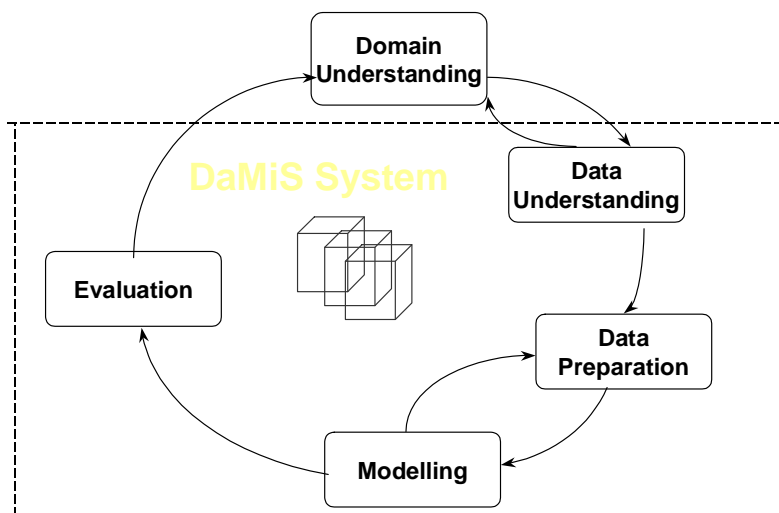 Domain
Understanding
DaMiS System
Data
Understanding
Evaluation
Data
Preparation
Modelling